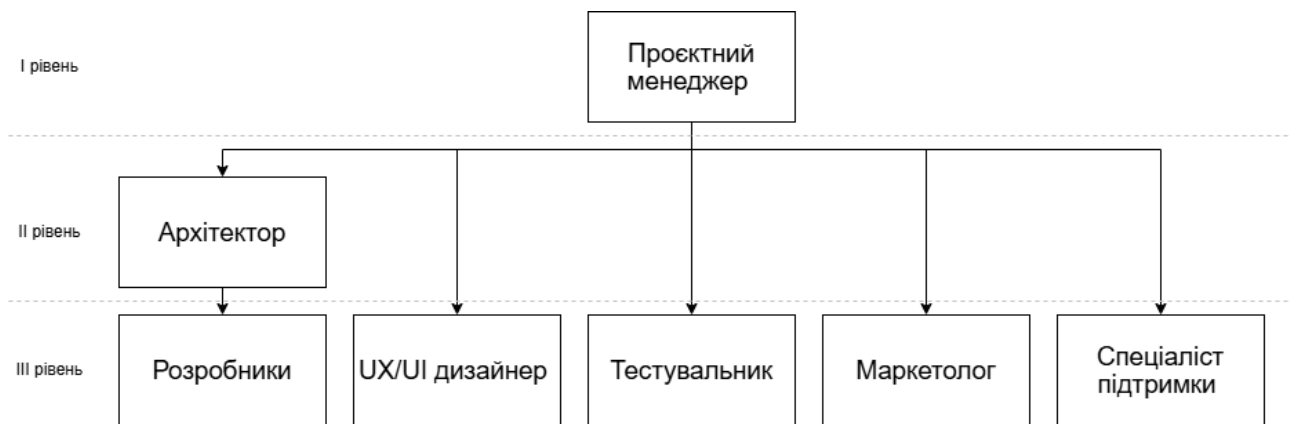 І рівень
Проєктний
менеджер
ІІ рівень
Архітектор
ІІІ рівень
Розробники
UX/UI дизайнер
Тестувальник
Маркетолог
Спеціаліст
підтримки